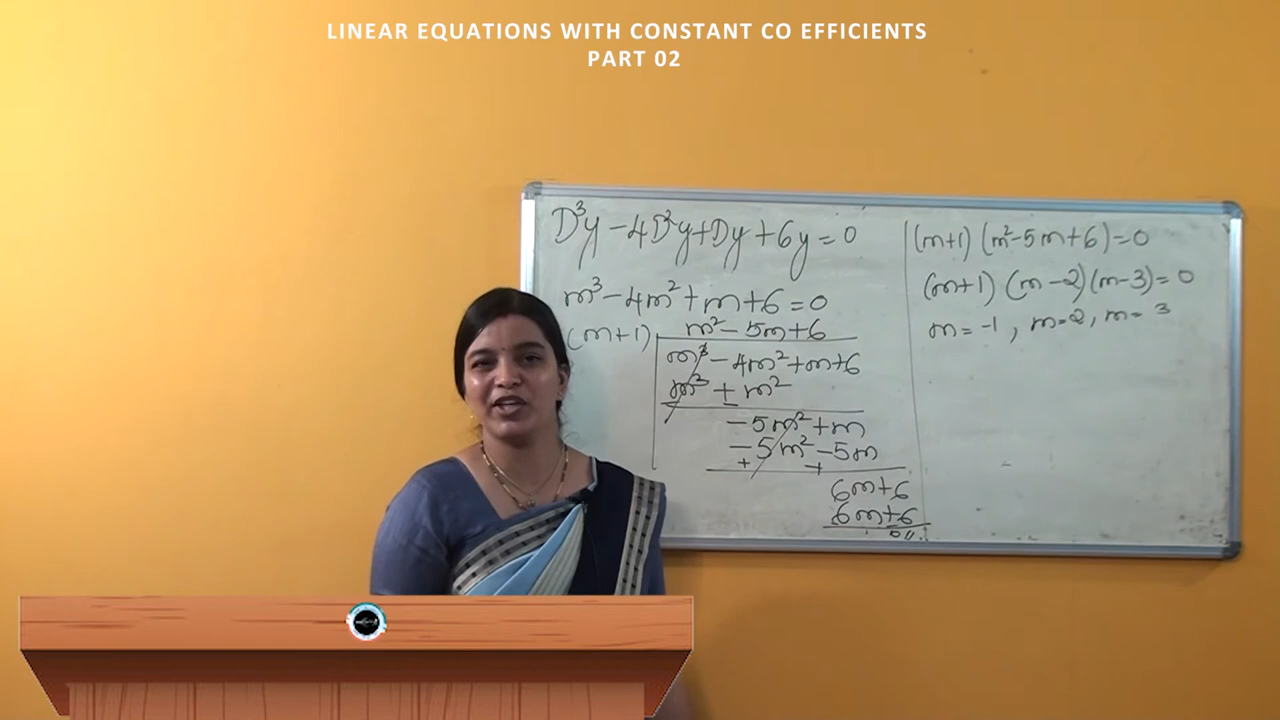 LINEAR EQUATIONS WITH CONSTANT CO EFFICIENTS
PART 02
D³y - 4D²y + Dy + 6y = 0
m³ - 4m² + m + 6 = 0
(m+1) m² - 5m + 6
m³ - 4m² + m + 6
m³ ± m²
- 5m² + m
- 5m² - 5m
+ +
6m + 6
6m ± 6
0 //
(m+1) (m² - 5m + 6) = 0
(m+1) (m - 2) (m - 3) = 0
m = -1 , m = 2 , m = 3